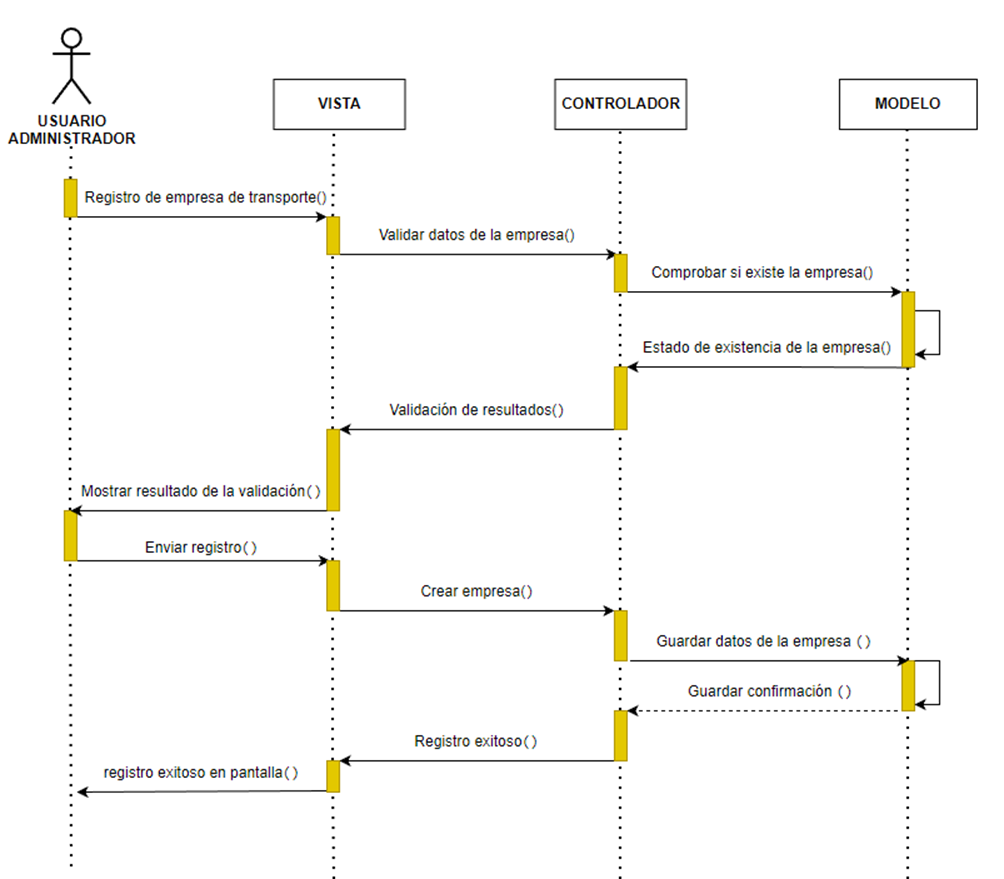 USUARIO
ADMINISTRADOR
VISTA
CONTROLADOR
MODELO
Registro de empresa de transporte()
Validar datos de la empresa()
Comprobar si existe la empresa()
Estado de existencia de la empresa()
Validación de resultados()
Mostrar resultado de la validación( )
Enviar registro( )
Crear empresa( )
Guardar datos de la empresa ( )
Guardar confirmación ( )
Registro exitoso( )
registro exitoso en pantalla( )